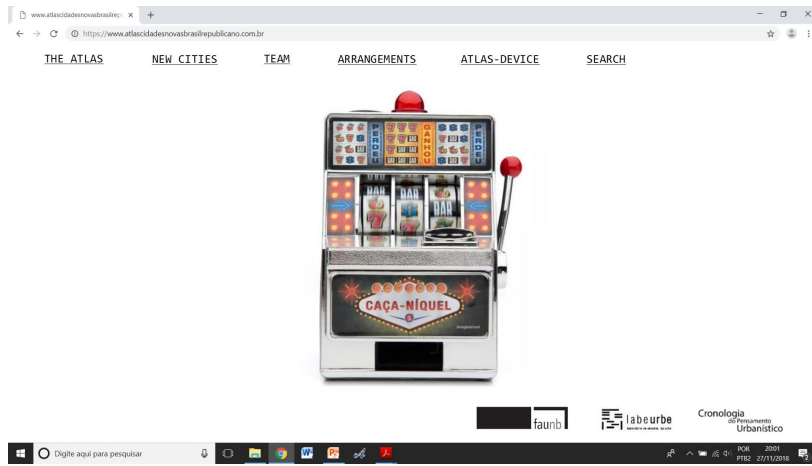 www.atlascidadesnovasbrasilrep
https://www.atlascidadesnovasbrasilrepublicano.com.br
THE ATLAS NEW CITIES TEAM ARRANGEMENTS ATLAS-DEVICE SEARCH
PERDEU GANHOU PERDEU
BAR BAR BAR
CAÇA-NÍQUEL
faunb
labeurbe
Cronologia
do Pensamento
Urbanístico
Digite aqui para pesquisar
POR 20:01
PTB2 27/11/2018